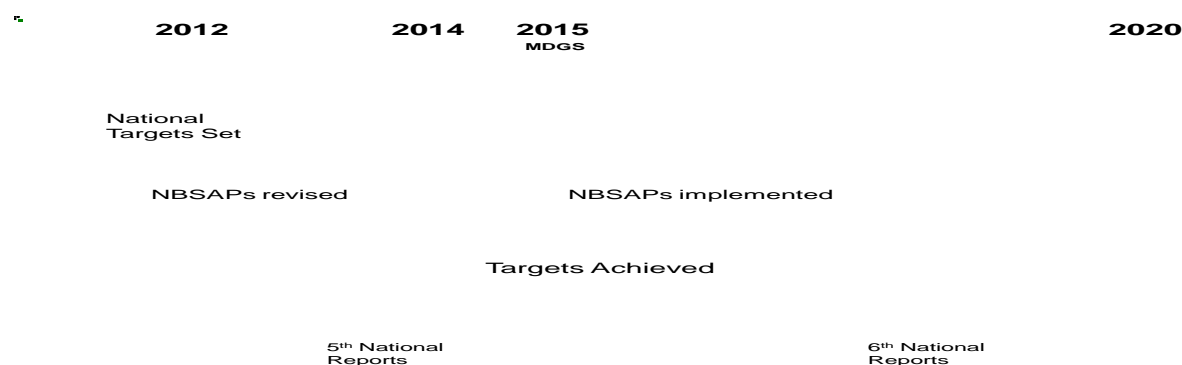 2012 2014 2015 2020
MDGS
National
Targets Set
NBSAPs revised NBSAPs implemented
Targets Achieved
5th National 6th National
Reports Reports